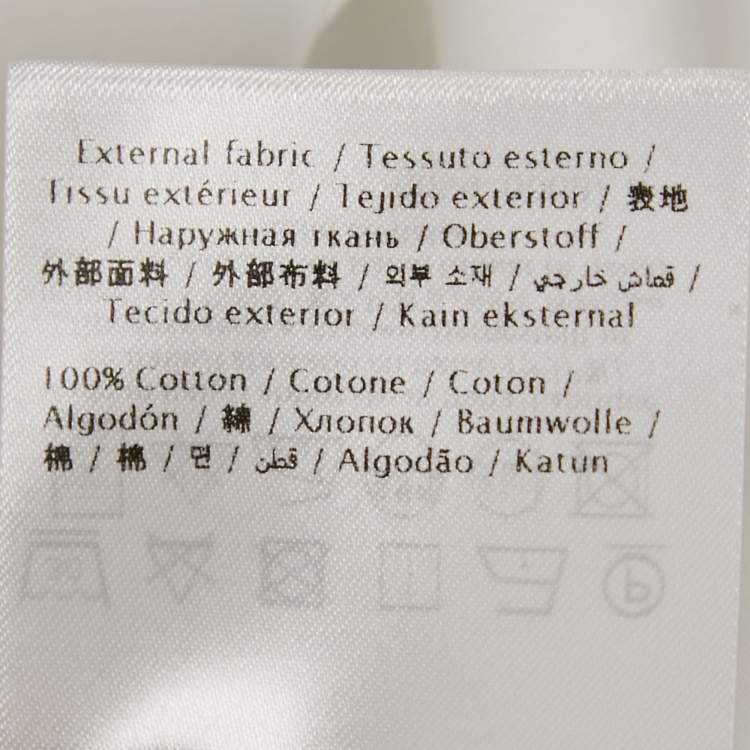 External fabric / Tessuto esterno /
Tissu extérieur / Tejido exterior / 表地
/ Наружная ткань / Oberstoff /
外部面料 / 外部布料 / 외부 소재 / قماش خارجي /
Tecido exterior / Kain eksternal
100% Cotton / Cotone / Coton /
Algodón / 綿 / Хлопок / Baumwolle /
棉 / 棉 / 면 / قطن / Algodão / Katun